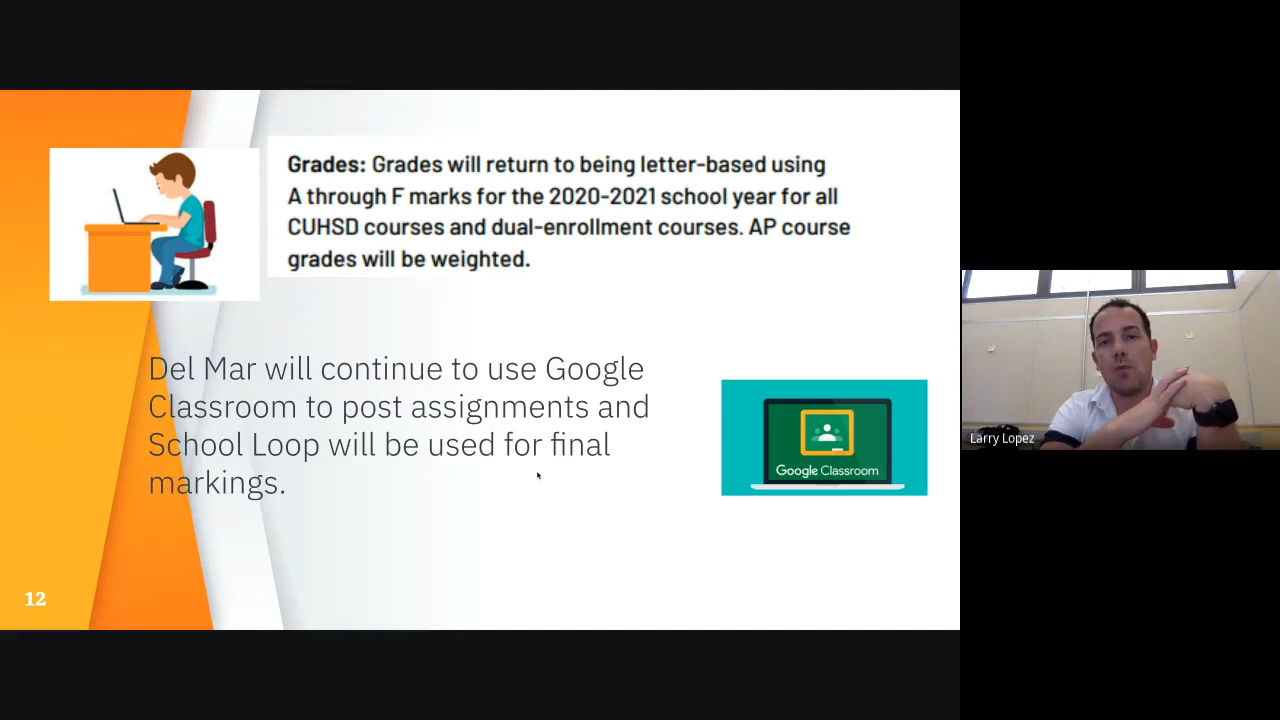 Grades: Grades will return to being letter-based using
A through F marks for the 2020-2021 school year for all
CUHSD courses and dual-enrollment courses. AP course
grades will be weighted.
Del Mar will continue to use Google
Classroom to post assignments and
School Loop will be used for final
markings.
Google Classroom
12
Larry Lopez